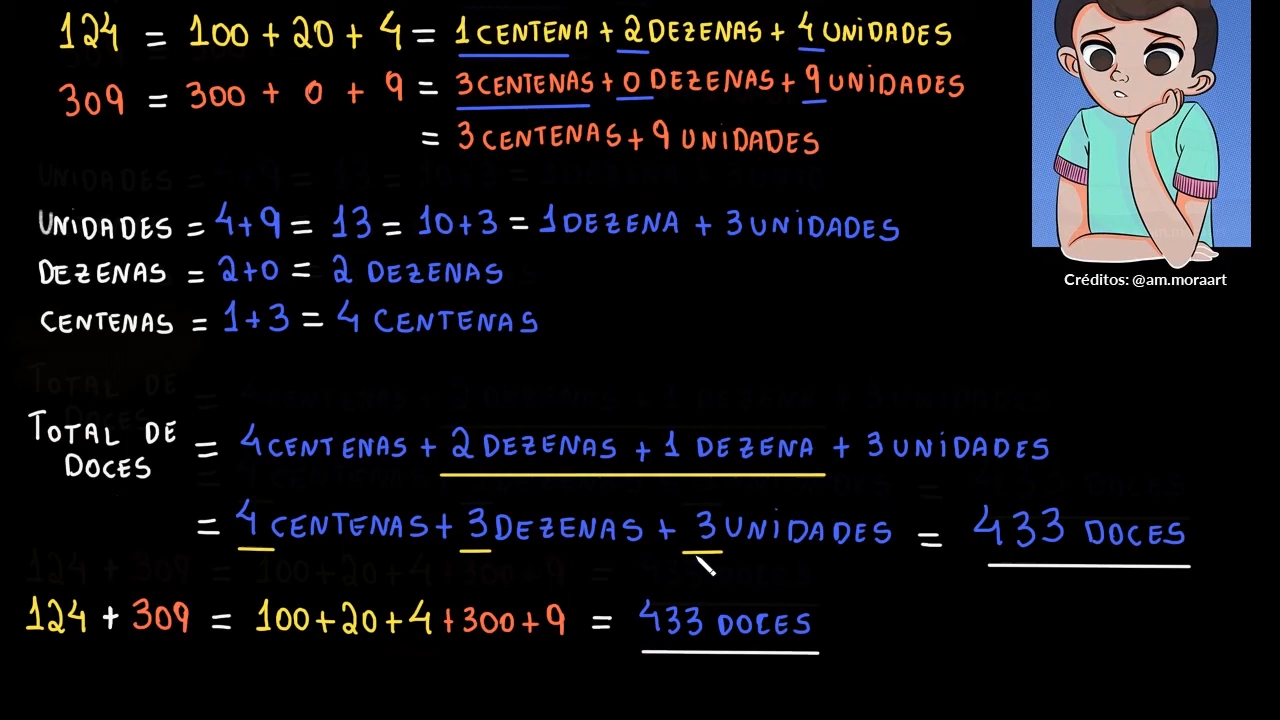 124 = 100 + 20 + 4 = 1 CENTENA + 2 DEZENAS + 4 UNIDADES
309 = 300 + 0 + 9 = 3 CENTENAS + 0 DEZENAS + 9 UNIDADES
= 3 CENTENAS + 9 UNIDADES
UNIDADES = 4+9 = 13 = 10+3 = 1 DEZENA + 3 UNIDADES
DEZENAS = 2+0 = 2 DEZENAS
CENTENAS = 1+3 = 4 CENTENAS
Créditos: @am.moraart
TOTAL DE
DOCES
= 4 CENTENAS + 2 DEZENAS + 1 DEZENA + 3 UNIDADES
= 4 CENTENAS + 3 DEZENAS + 3 UNIDADES = 433 DOCES
124 + 309 = 100+20+4+300+9 = 433 DOCES